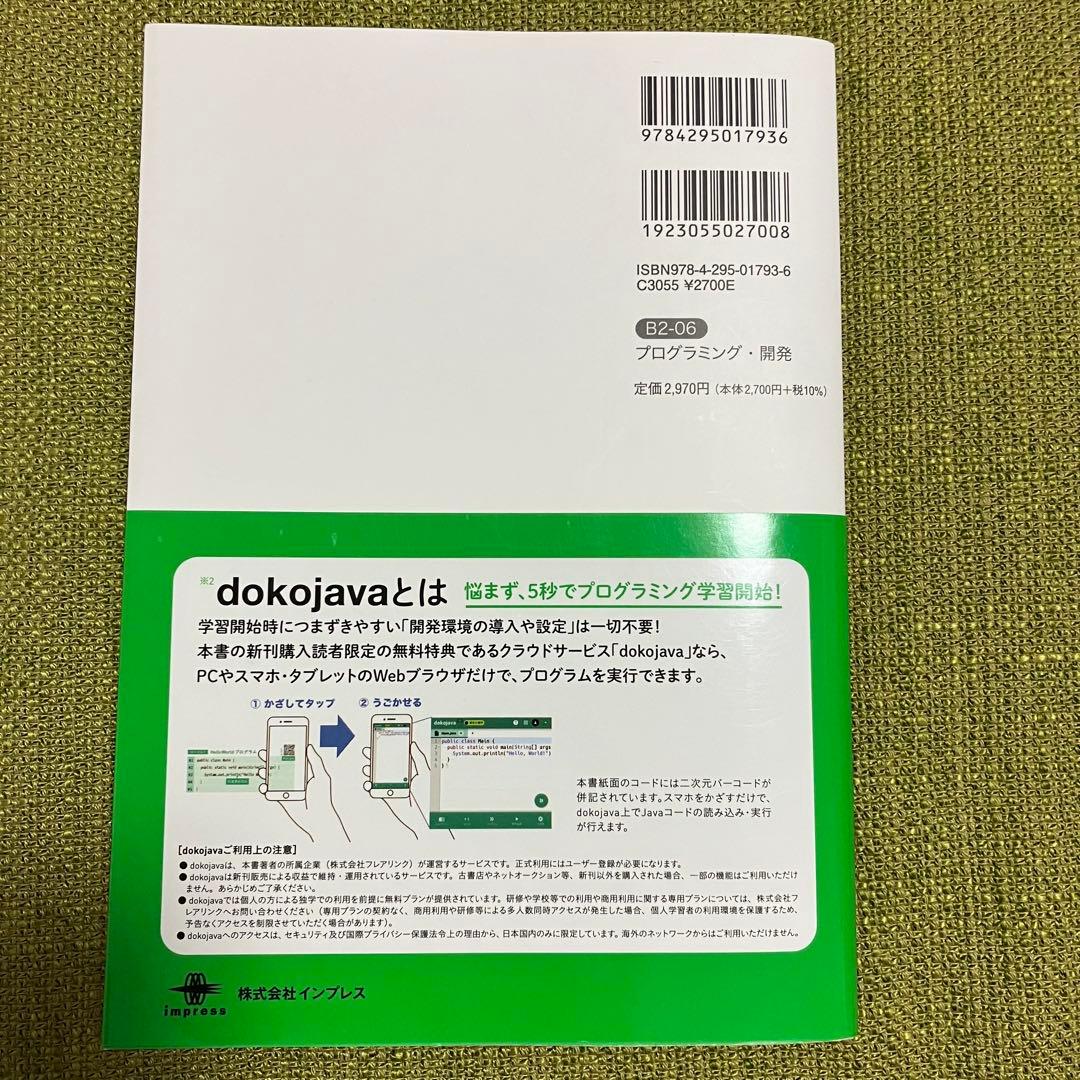 9784295017936
1923055027008
ISBN978-4-295-01793-6
C3055 ¥2700E
B2-06
プログラミング・開発
定価2,970円（本体2,700円＋税10%）
※2
dokojavaとは 悩まず、5秒でプログラミング学習開始！
学習開始時につまずきやすい「開発環境の導入や設定」は一切不要！
本書の新刊購入読者限定の無料特典であるクラウドサービス「dokojava」なら、
PCやスマホ・タブレットのWebブラウザだけで、プログラムを実行できます。
① かざしてタップ ② うごかせる
HelloWorld プログラム
public class Main {
public static void main(String[] args) {
System.out.println("Hello, Wo
dokojava
Main.java
1 public class Main {
2 public static void main(String[] args
3 System.out.println("Hello, World!")
4 }
5 }
本書紙面のコードには二次元バーコードが
併記されています。スマホをかざすだけで、
dokojava上でJavaコードの読み込み・実行
が行えます。
［dokojavaご利用上の注意］
● dokojavaは、本書著者の所属企業（株式会社フレアリンク）が運営するサービスです。正式利用にはユーザー登録が必要になります。
● dokojavaは新刊販売による収益で維持・運用されているサービスです。古書店やネットオークション等、新刊以外を購入された場合、一部の機能はご利用いただけ
ません。あらかじめご了承ください。
● dokojavaでは個人の方による独学での利用を前提に無料プランが提供されています。研修や学校等での利用や商用利用に関する専用プランについては、株式会社フ
レアリンクへお問い合わせください（専用プランの契約なく、商用利用や研修等による多人数同時アクセスが発生した場合、個人学習者の利用環境を保護するため、
予告なくアクセスを制限させていただく場合があります）。
● dokojavaへのアクセスは、セキュリティ及び国際プライバシー保護法令上の理由から、日本国内のみに限定しています。海外のネットワークからはご利用いただけません。
impress
株式会社インプレス